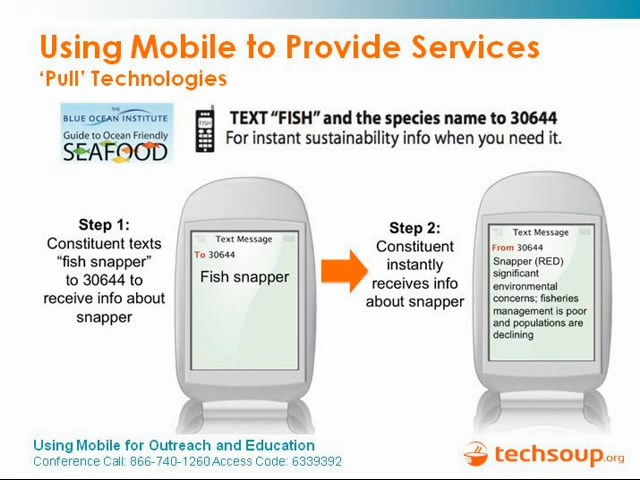 Using Mobile to Provide Services
‘Pull’ Technologies
THE
BLUE OCEAN INSTITUTE
Guide to Ocean Friendly
SEAFOOD
FISH
TEXT “FISH” and the species name to 30644
For instant sustainability info when you need it.
Step 1:
Constituent texts
“fish snapper”
to 30644 to
receive info about
snapper
Text Message
To 30644
Fish snapper
Step 2:
Constituent
instantly
receives info
about snapper
Text Message
From 30644
Snapper (RED)
significant
environmental
concerns; fisheries
management is poor
and populations are
declining
Using Mobile for Outreach and Education
Conference Call: 866-740-1260 Access Code: 6339392
techsoup.org